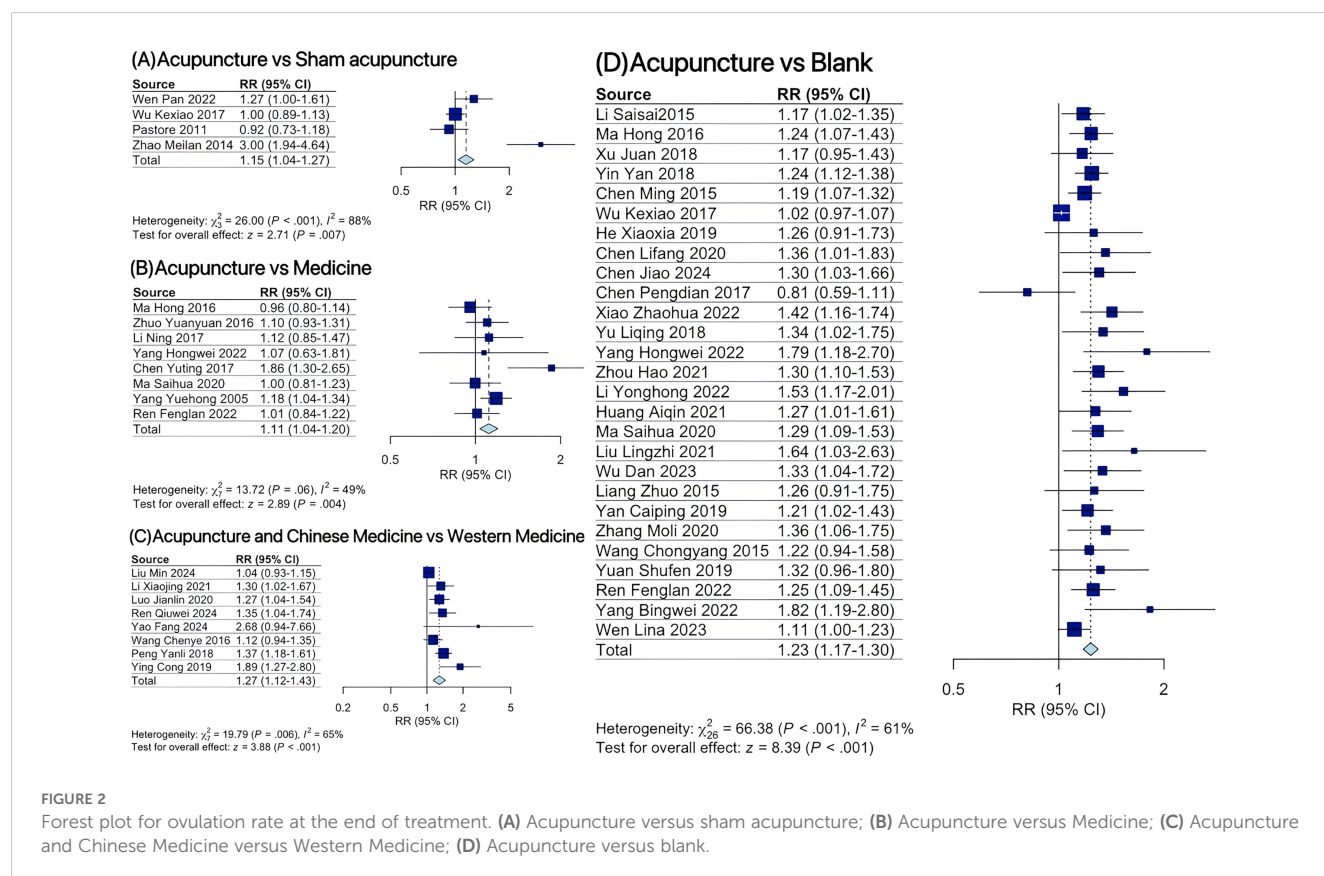 (A)Acupuncture vs Sham acupuncture
Source RR (95% CI)
Wen Pan 2022 1.27 (1.00-1.61)
Wu Kexiao 2017 1.00 (0.89-1.13)
Pastore 2011 0.92 (0.73-1.18)
Zhao Meilan 2014 3.00 (1.94-4.64)
Total 1.15 (1.04-1.27)
0.5 1 2
RR (95% CI)
Heterogeneity: χ²₃ = 26.00 (P < .001), I² = 88%
Test for overall effect: z = 2.71 (P = .007)
(B)Acupuncture vs Medicine
Source RR (95% CI)
Ma Hong 2016 0.96 (0.80-1.14)
Zhuo Yuanyuan 2016 1.10 (0.93-1.31)
Li Ning 2017 1.12 (0.85-1.47)
Yang Hongwei 2022 1.07 (0.63-1.81)
Chen Yuting 2017 1.86 (1.30-2.65)
Ma Saihua 2020 1.00 (0.81-1.23)
Yang Yuehong 2005 1.18 (1.04-1.34)
Ren Fenglan 2022 1.01 (0.84-1.22)
Total 1.11 (1.04-1.20)
0.5 1 2
RR (95% CI)
Heterogeneity: χ²₇ = 13.72 (P = .06), I² = 49%
Test for overall effect: z = 2.89 (P = .004)
(C)Acupuncture and Chinese Medicine vs Western Medicine
Source RR (95% CI)
Liu Min 2024 1.04 (0.93-1.15)
Li Xiaojing 2021 1.30 (1.02-1.67)
Luo Jianlin 2020 1.27 (1.04-1.54)
Ren Qiuwei 2024 1.35 (1.04-1.74)
Yao Fang 2024 2.68 (0.94-7.66)
Wang Chenye 2016 1.12 (0.94-1.35)
Peng Yanli 2018 1.37 (1.18-1.61)
Ying Cong 2019 1.89 (1.27-2.80)
Total 1.27 (1.12-1.43)
0.2 0.5 1 2 5
RR (95% CI)
Heterogeneity: χ²₇ = 19.79 (P = .006), I² = 65%
Test for overall effect: z = 3.88 (P < .001)
(D)Acupuncture vs Blank
Source RR (95% CI)
Li Saisai2015 1.17 (1.02-1.35)
Ma Hong 2016 1.24 (1.07-1.43)
Xu Juan 2018 1.17 (0.95-1.43)
Yin Yan 2018 1.24 (1.12-1.38)
Chen Ming 2015 1.19 (1.07-1.32)
Wu Kexiao 2017 1.02 (0.97-1.07)
He Xiaoxia 2019 1.26 (0.91-1.73)
Chen Lifang 2020 1.36 (1.01-1.83)
Chen Jiao 2024 1.30 (1.03-1.66)
Chen Pengdian 2017 0.81 (0.59-1.11)
Xiao Zhaohua 2022 1.42 (1.16-1.74)
Yu Liqing 2018 1.34 (1.02-1.75)
Yang Hongwei 2022 1.79 (1.18-2.70)
Zhou Hao 2021 1.30 (1.10-1.53)
Li Yonghong 2022 1.53 (1.17-2.01)
Huang Aiqin 2021 1.27 (1.01-1.61)
Ma Saihua 2020 1.29 (1.09-1.53)
Liu Lingzhi 2021 1.64 (1.03-2.63)
Wu Dan 2023 1.33 (1.04-1.72)
Liang Zhuo 2015 1.26 (0.91-1.75)
Yan Caiping 2019 1.21 (1.02-1.43)
Zhang Moli 2020 1.36 (1.06-1.75)
Wang Chongyang 2015 1.22 (0.94-1.58)
Yuan Shufen 2019 1.32 (0.96-1.80)
Ren Fenglan 2022 1.25 (1.09-1.45)
Yang Bingwei 2022 1.82 (1.19-2.80)
Wen Lina 2023 1.11 (1.00-1.23)
Total 1.23 (1.17-1.30)
0.5 1 2
RR (95% CI)
Heterogeneity: χ²₂₆ = 66.38 (P < .001), I² = 61%
Test for overall effect: z = 8.39 (P < .001)
FIGURE 2
Forest plot for ovulation rate at the end of treatment. (A) Acupuncture versus sham acupuncture; (B) Acupuncture versus Medicine; (C) Acupuncture
and Chinese Medicine versus Western Medicine; (D) Acupuncture versus blank.